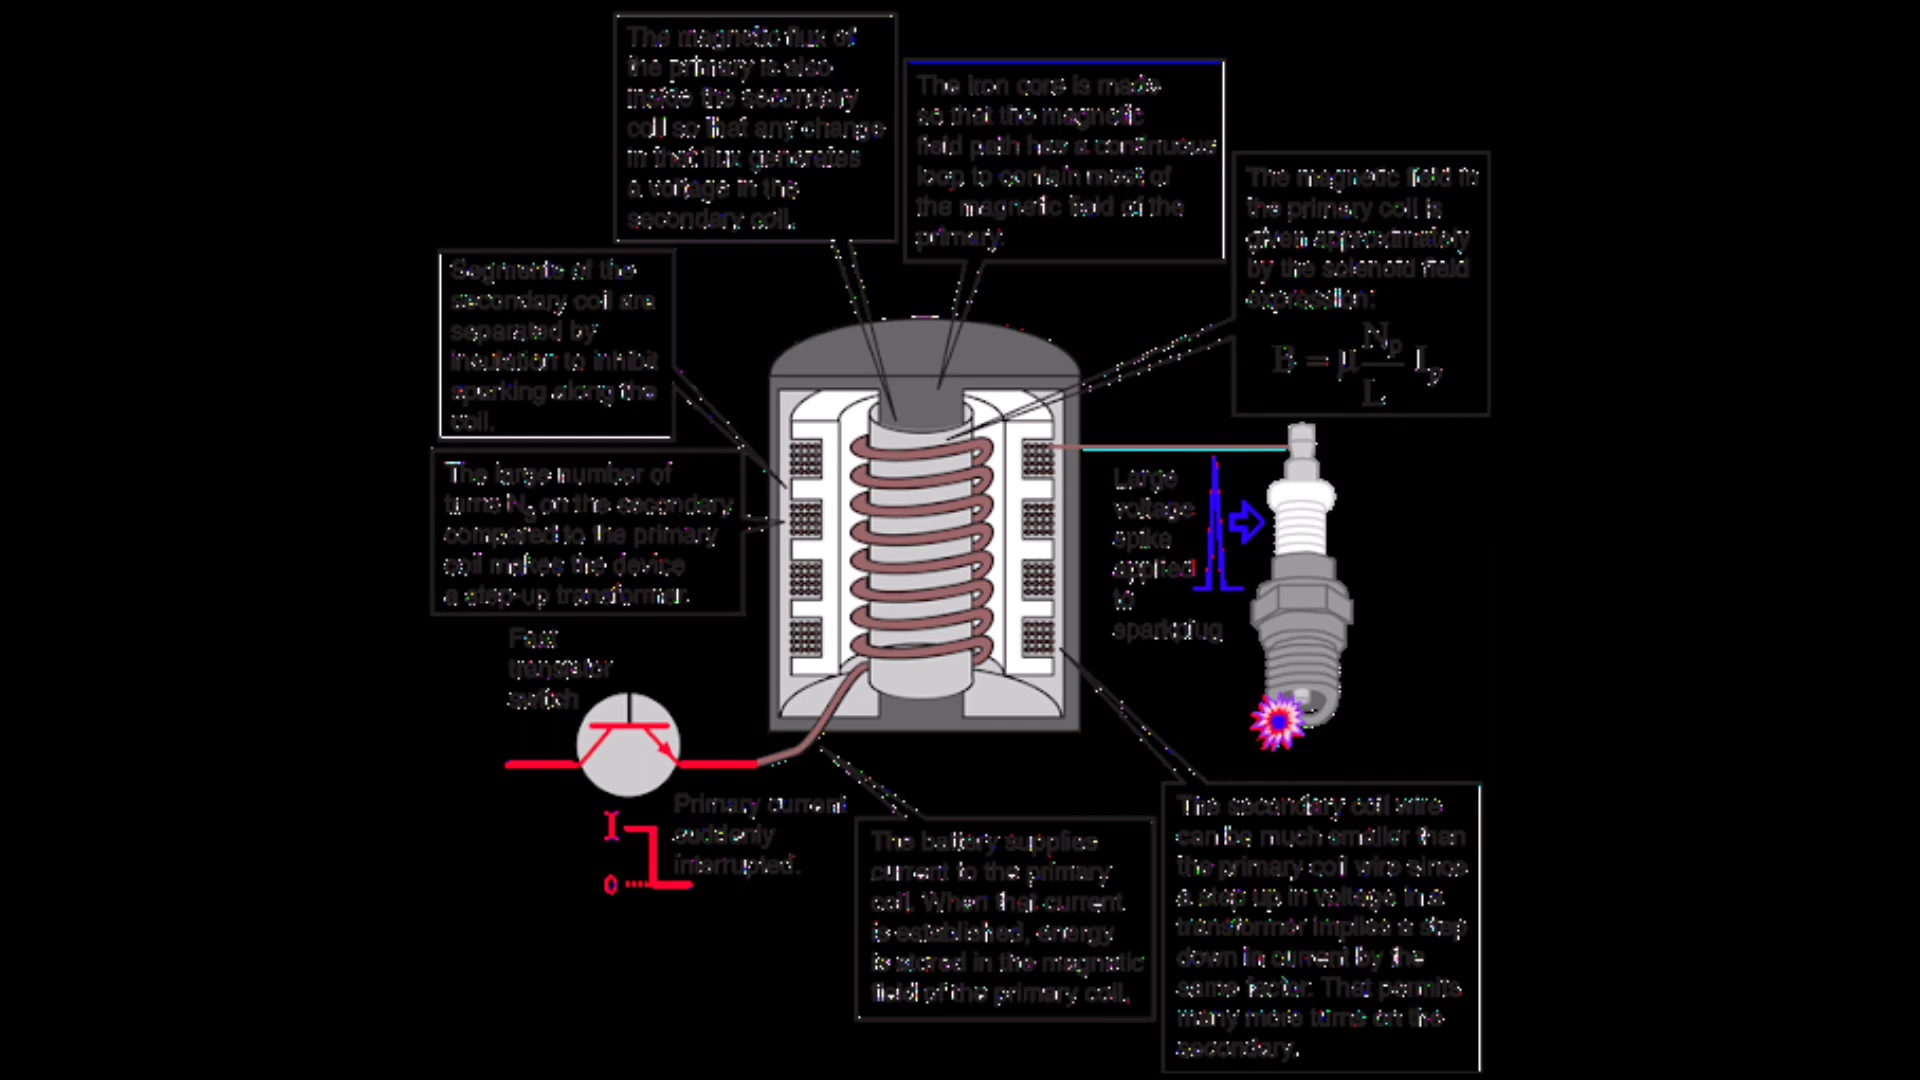 The magnetic flux of
the primary is also
inside the secondary
coil so that any change
in that flux generates
a voltage in the
secondary coil.
The iron core is made
so that the magnetic
field path has a continuous
loop to contain most of
the magnetic field of the
primary.
The magnetic field in
the primary coil is
given approximately
by the solenoid field
expression:
B = μ Np/L Ip
Segments of the
secondary coil are
separated by
insulation to inhibit
sparking along the
coil.
The large number of
turns Ns on the secondary
compared to the primary
coil makes the device
a step-up transformer.
Large
voltage
spike
applied
to
sparkplug
Fast
transistor
switch
Primary current
suddenly
interrupted.
I
0
The battery supplies
current to the primary
coil. When that current
is established, energy
is stored in the magnetic
field of the primary coil.
The secondary coil wire
can be much smaller than
the primary coil wire since
a step up in voltage in a
transformer implies a step
down in current by the
same factor. That permits
many more turns on the
secondary.